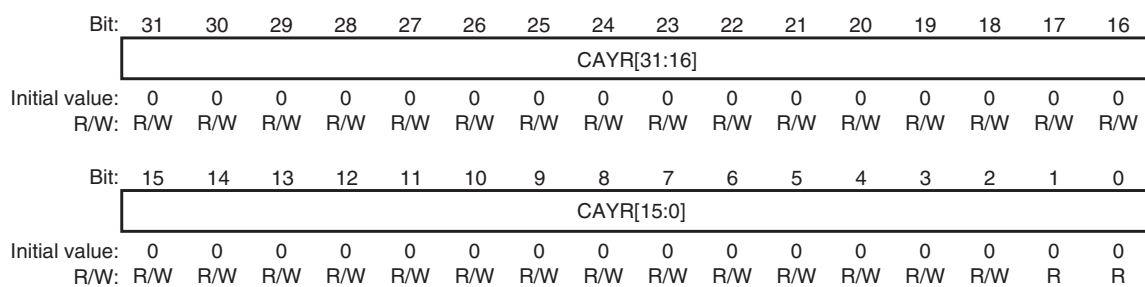 Bit: 31 30 29 28 27 26 25 24 23 22 21 20 19 18 17 16
CAYR[31:16]
Initial value: 0 0 0 0 0 0 0 0 0 0 0 0 0 0 0 0
R/W: R/W R/W R/W R/W R/W R/W R/W R/W R/W R/W R/W R/W R/W R/W R/W R/W
Bit: 15 14 13 12 11 10 9 8 7 6 5 4 3 2 1 0
CAYR[15:0]
Initial value: 0 0 0 0 0 0 0 0 0 0 0 0 0 0 0 0
R/W: R/W R/W R/W R/W R/W R/W R/W R/W R/W R/W R/W R/W R/W R/W R R